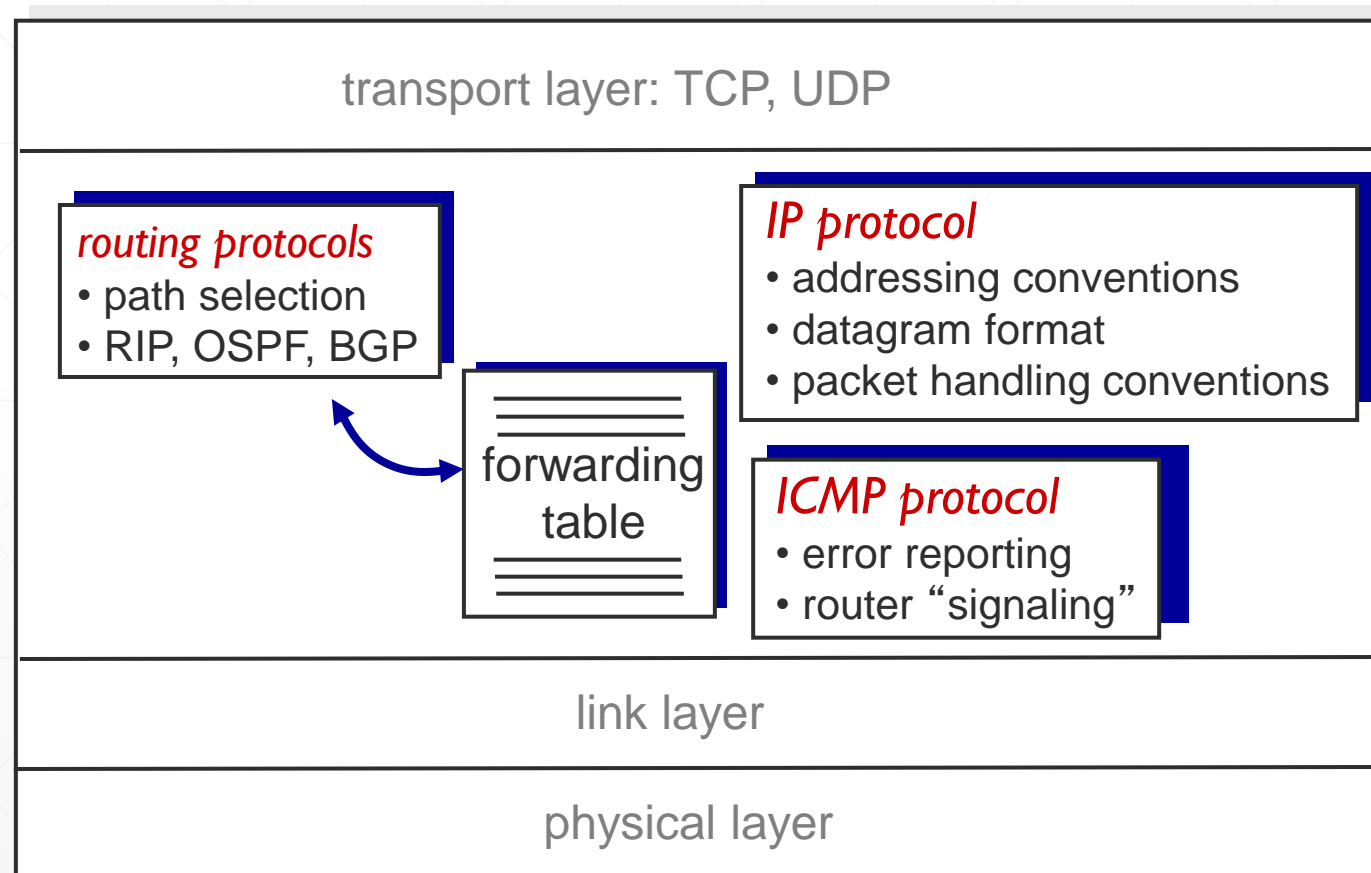 transport layer: TCP, UDP
routing protocols
• path selection
• RIP, OSPF, BGP
forwarding
table
IP protocol
• addressing conventions
• datagram format
• packet handling conventions
ICMP protocol
• error reporting
• router “signaling”
link layer
physical layer